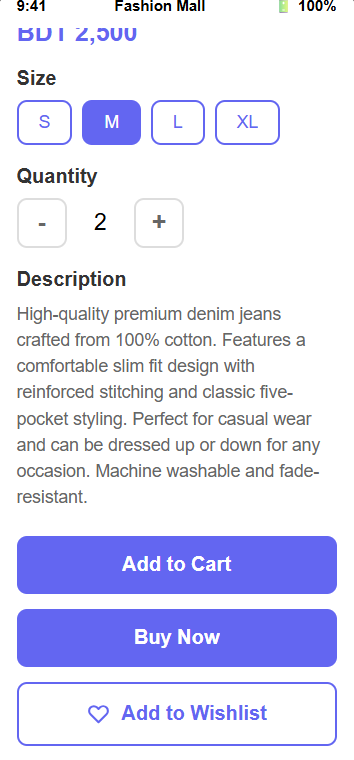 9:41 Fashion Mall 100%
BDT 2,500
Size
S M L XL
Quantity
- 2 +
Description
High-quality premium denim jeans
crafted from 100% cotton. Features a
comfortable slim fit design with
reinforced stitching and classic five-
pocket styling. Perfect for casual wear
and can be dressed up or down for any
occasion. Machine washable and fade-
resistant.
Add to Cart
Buy Now
Add to Wishlist